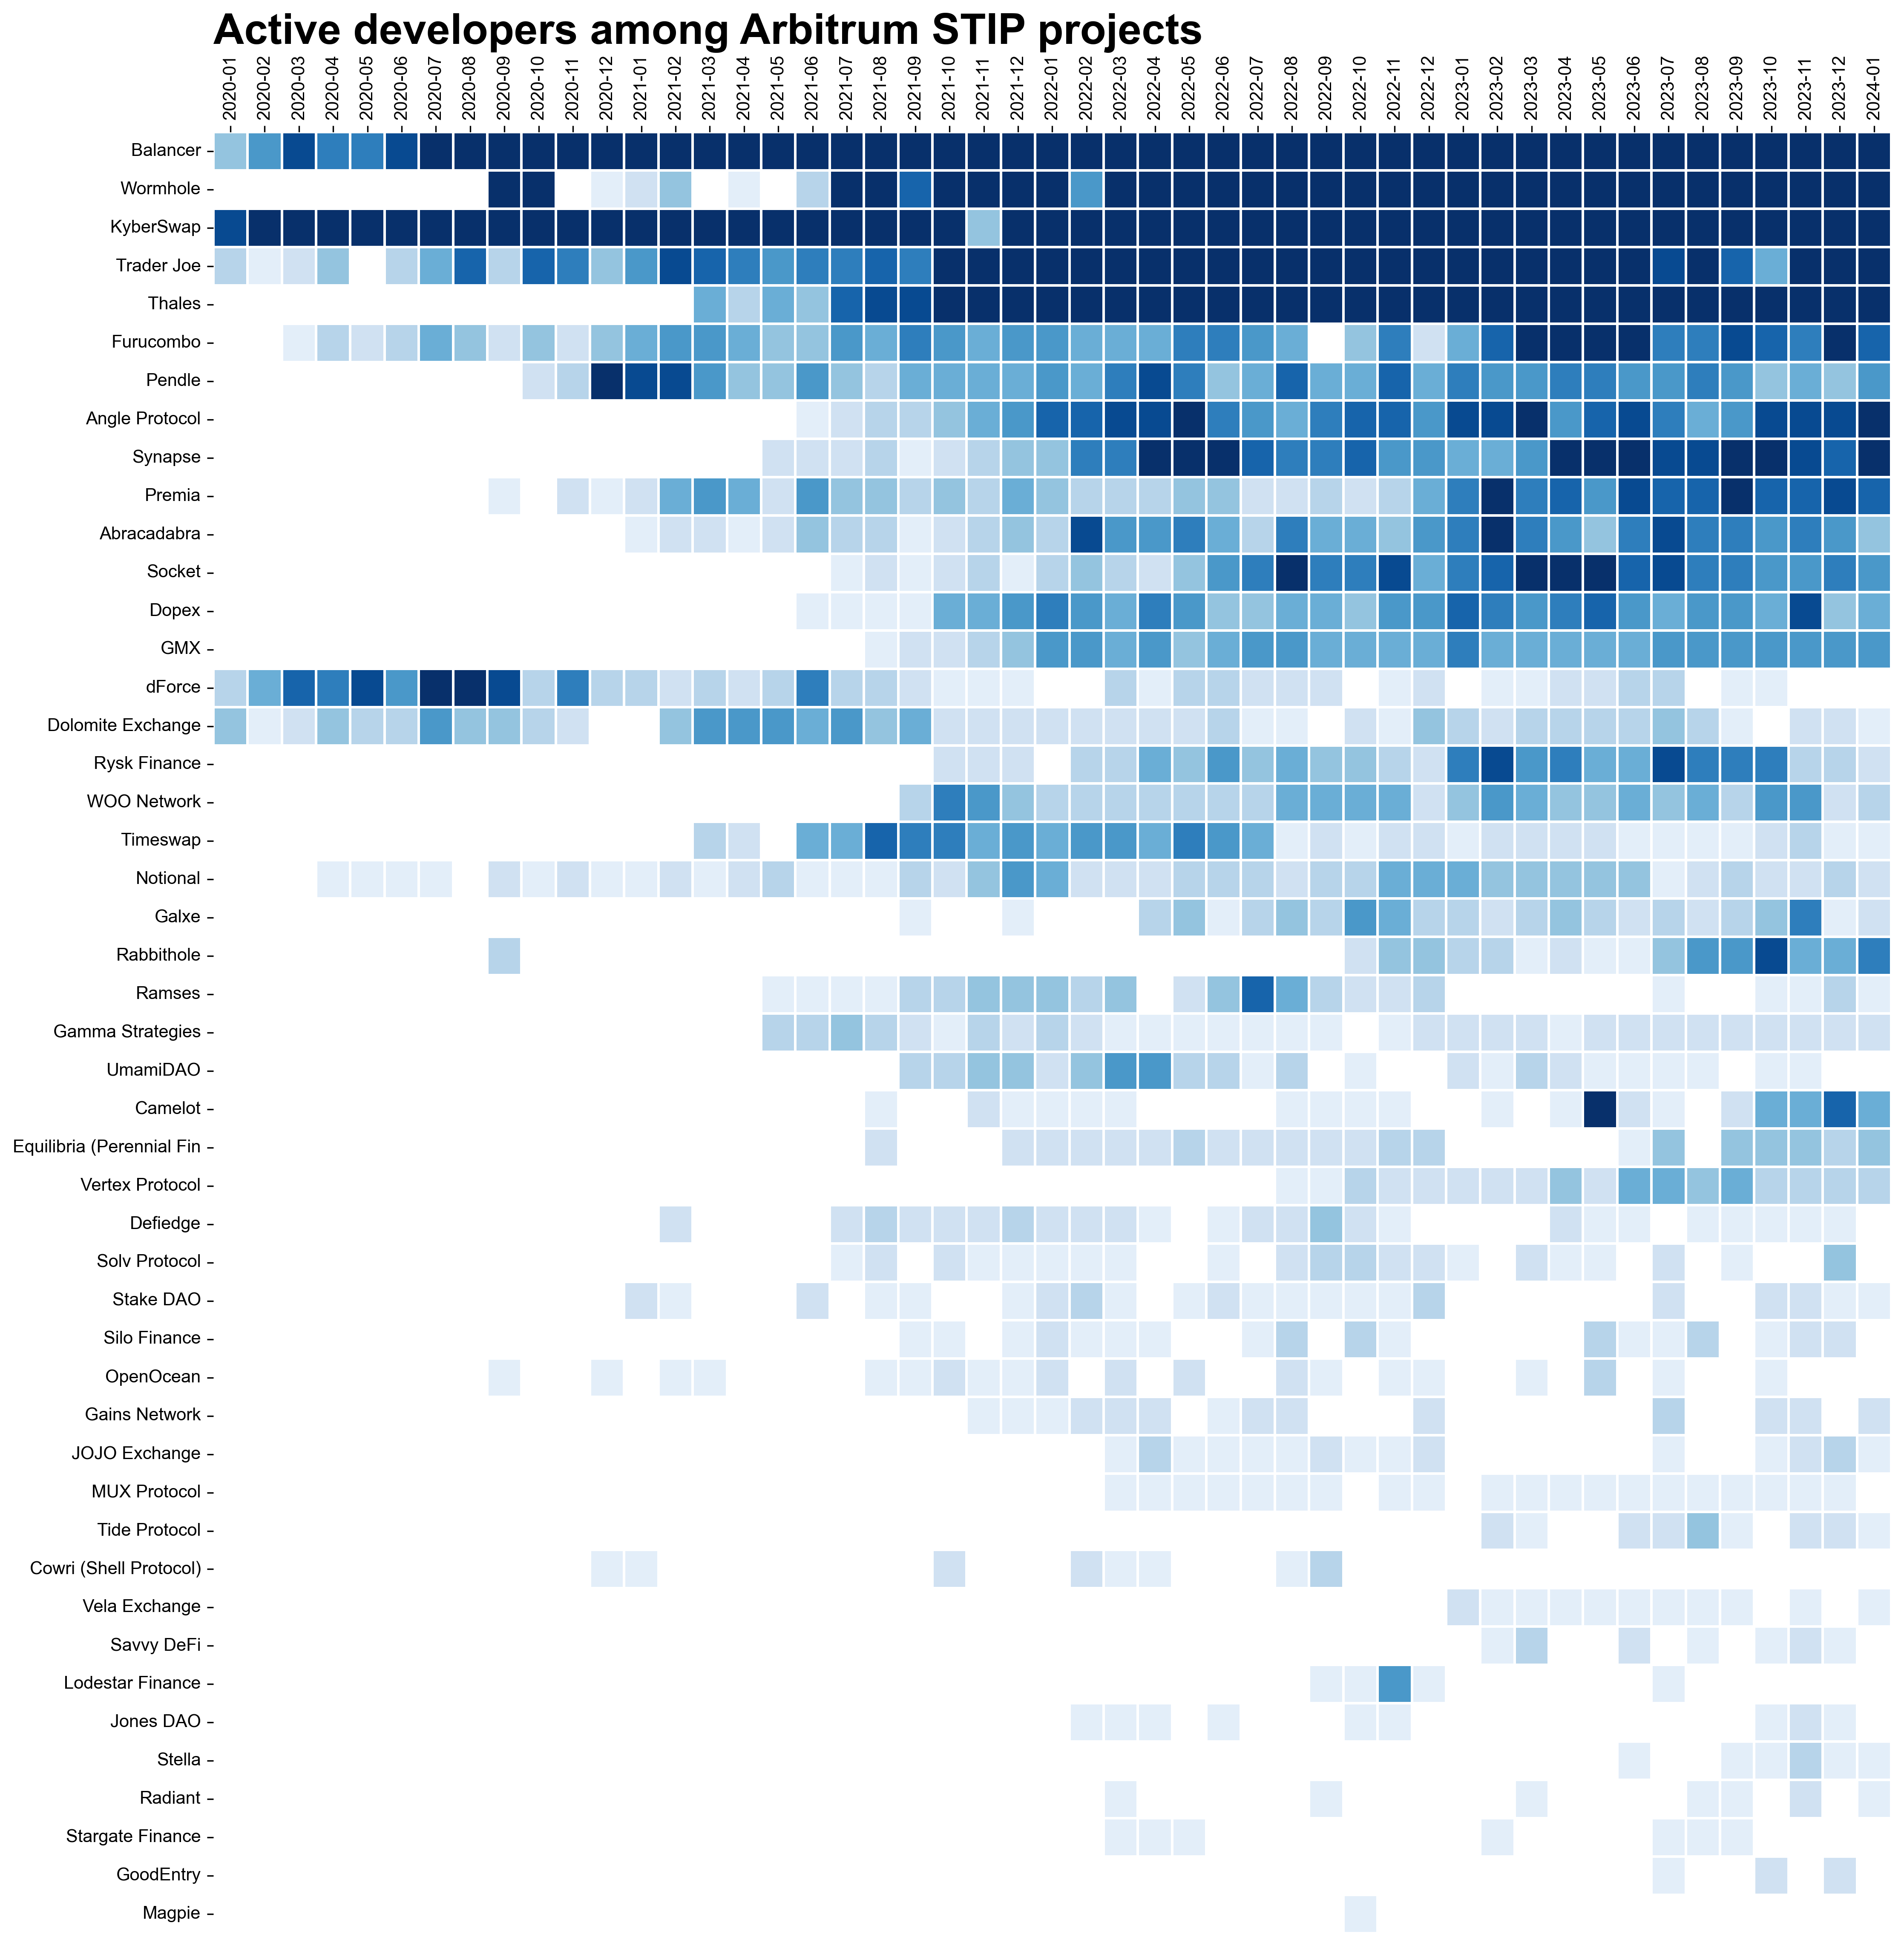 Active developers among Arbitrum STIP projects
2020-01
2020-02
2020-03
2020-04
2020-05
2020-06
2020-07
2020-08
2020-09
2020-10
2020-11
2020-12
2021-01
2021-02
2021-03
2021-04
2021-05
2021-06
2021-07
2021-08
2021-09
2021-10
2021-11
2021-12
2022-01
2022-02
2022-03
2022-04
2022-05
2022-06
2022-07
2022-08
2022-09
2022-10
2022-11
2022-12
2023-01
2023-02
2023-03
2023-04
2023-05
2023-06
2023-07
2023-08
2023-09
2023-10
2023-11
2023-12
2024-01
Balancer
Wormhole
KyberSwap
Trader Joe
Thales
Furucombo
Pendle
Angle Protocol
Synapse
Premia
Abracadabra
Socket
Dopex
GMX
dForce
Dolomite Exchange
Rysk Finance
WOO Network
Timeswap
Notional
Galxe
Rabbithole
Ramses
Gamma Strategies
UmamiDAO
Camelot
Equilibria (Perennial Fin
Vertex Protocol
Defiedge
Solv Protocol
Stake DAO
Silo Finance
OpenOcean
Gains Network
JOJO Exchange
MUX Protocol
Tide Protocol
Cowri (Shell Protocol)
Vela Exchange
Savvy DeFi
Lodestar Finance
Jones DAO
Stella
Radiant
Stargate Finance
GoodEntry
Magpie